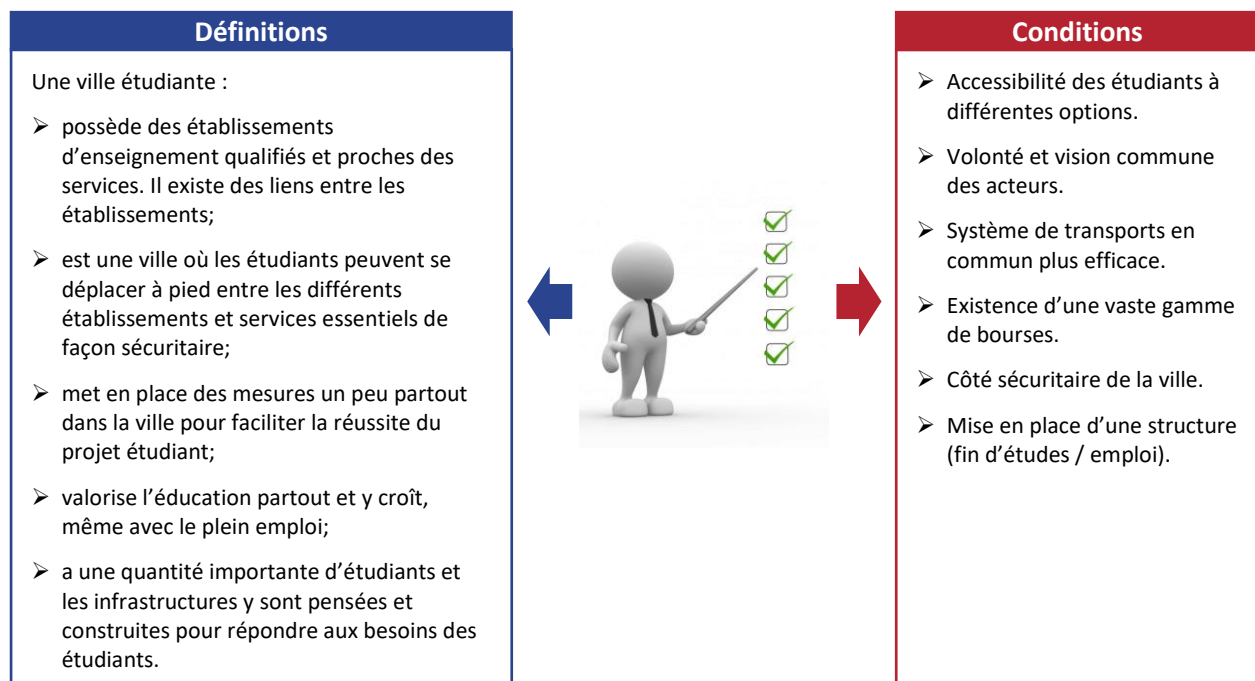 Définitions
Une ville étudiante :
➢ possède des établissements
d’enseignement qualifiés et proches des
services. Il existe des liens entre les
établissements;
➢ est une ville où les étudiants peuvent se
déplacer à pied entre les différents
établissements et services essentiels de
façon sécuritaire;
➢ met en place des mesures un peu partout
dans la ville pour faciliter la réussite du
projet étudiant;
➢ valorise l’éducation partout et y croît,
même avec le plein emploi;
➢ a une quantité importante d’étudiants et
les infrastructures y sont pensées et
construites pour répondre aux besoins des
étudiants.
Conditions
➢ Accessibilité des étudiants à
différentes options.
➢ Volonté et vision commune
des acteurs.
➢ Système de transports en
commun plus efficace.
➢ Existence d’une vaste gamme
de bourses.
➢ Côté sécuritaire de la ville.
➢ Mise en place d’une structure
(fin d’études / emploi).